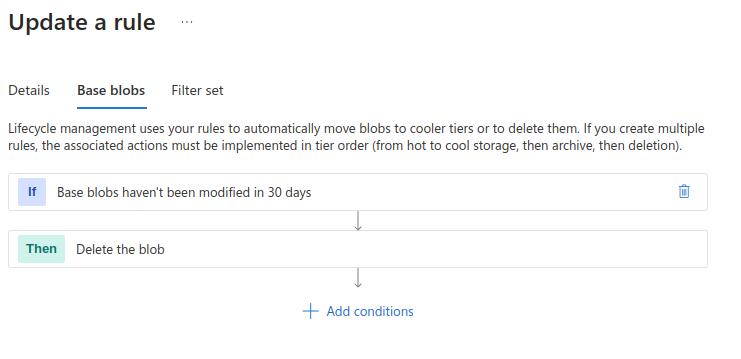 Update a rule ...
Details Base blobs Filter set
Lifecycle management uses your rules to automatically move blobs to cooler tiers or to delete them. If you create multiple
rules, the associated actions must be implemented in tier order (from hot to cool storage, then archive, then deletion).
If Base blobs haven't been modified in 30 days
Then Delete the blob
Add conditions